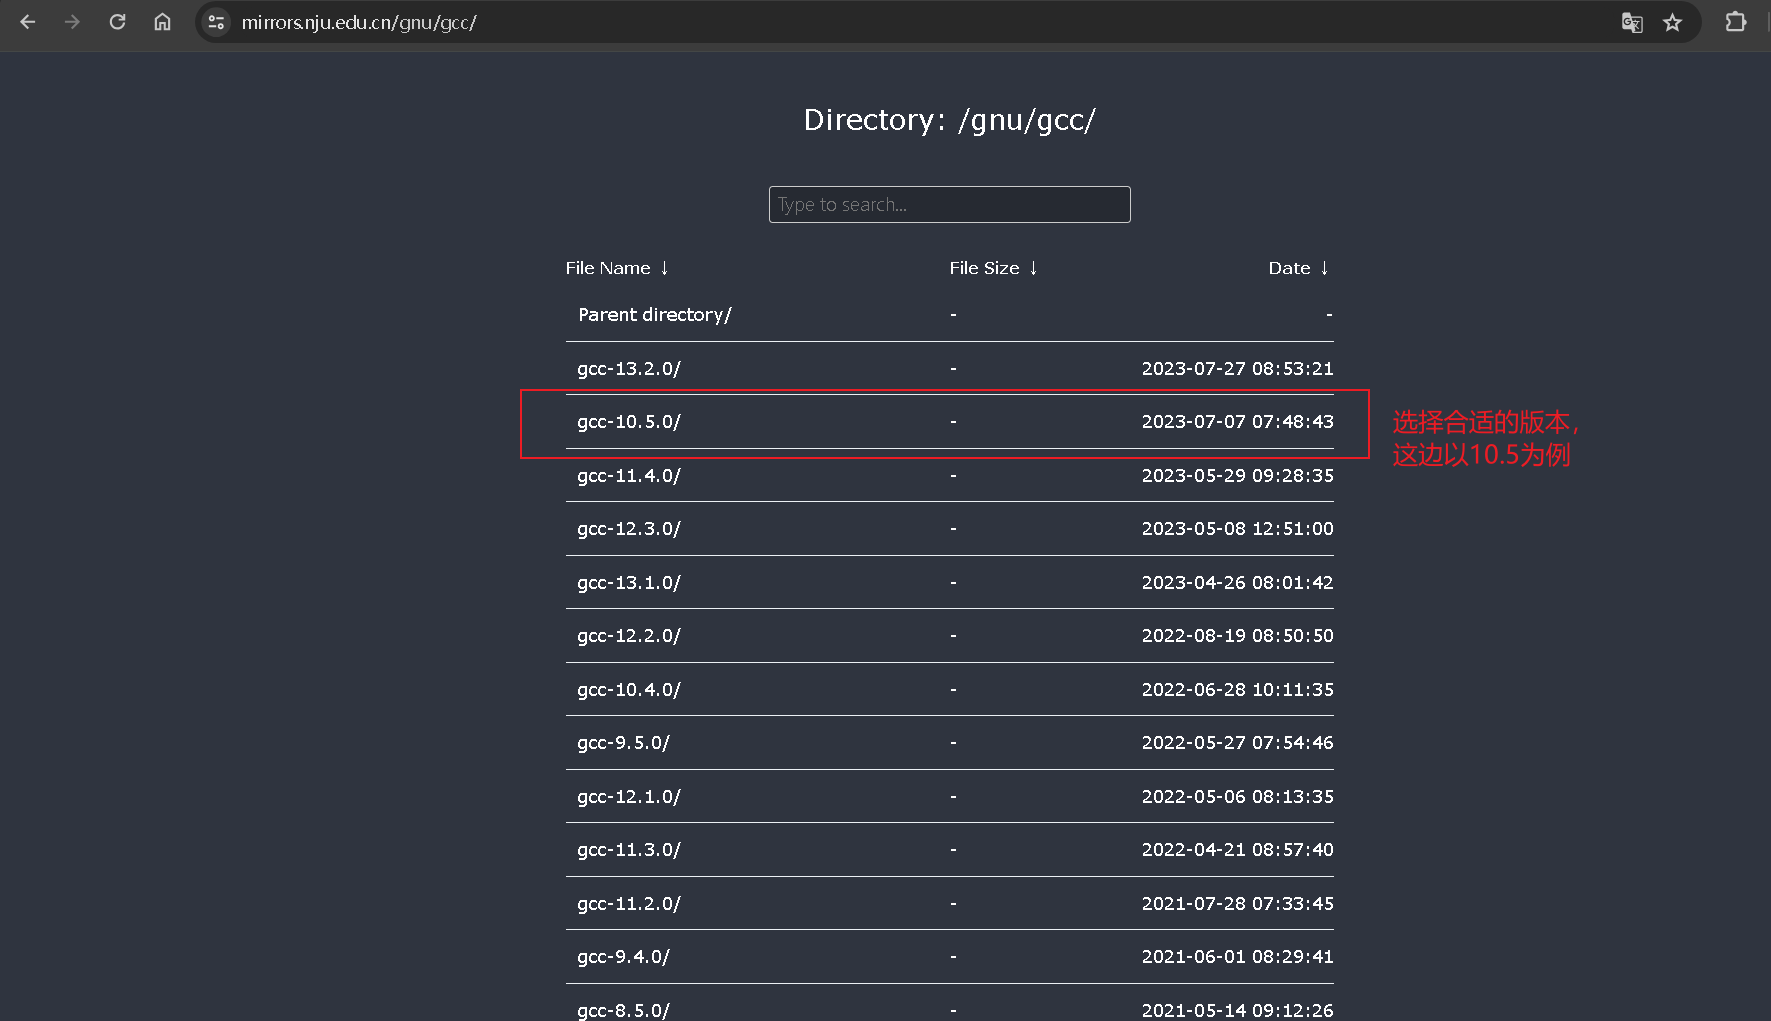 mirrors.nju.edu.cn/gnu/gcc/
Directory: /gnu/gcc/
Type to search...
File Name ↓ File Size ↓ Date ↓
Parent directory/ - -
gcc-13.2.0/ - 2023-07-27 08:53:21
gcc-10.5.0/ - 2023-07-07 07:48:43
选择合适的版本，
这边以10.5为例
gcc-11.4.0/ - 2023-05-29 09:28:35
gcc-12.3.0/ - 2023-05-08 12:51:00
gcc-13.1.0/ - 2023-04-26 08:01:42
gcc-12.2.0/ - 2022-08-19 08:50:50
gcc-10.4.0/ - 2022-06-28 10:11:35
gcc-9.5.0/ - 2022-05-27 07:54:46
gcc-12.1.0/ - 2022-05-06 08:13:35
gcc-11.3.0/ - 2022-04-21 08:57:40
gcc-11.2.0/ - 2021-07-28 07:33:45
gcc-9.4.0/ - 2021-06-01 08:29:41
gcc-8.5.0/ - 2021-05-14 09:12:26